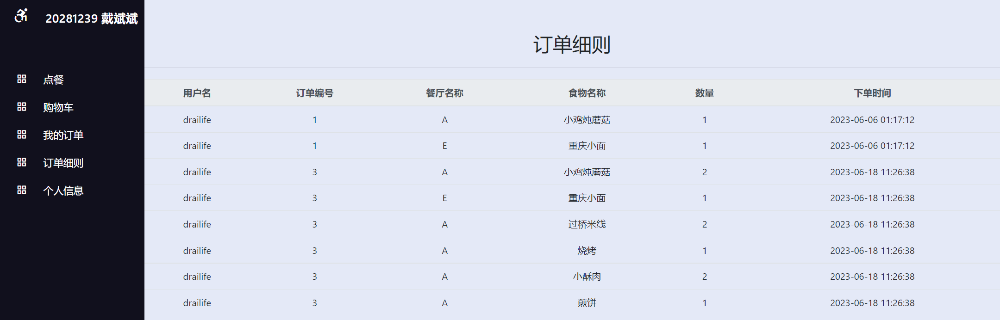 20281239 戴斌斌
点餐
购物车
我的订单
订单细则
个人信息
订单细则
用户名 订单编号 餐厅名称 食物名称 数量 下单时间
drailife 1 A 小鸡炖蘑菇 1 2023-06-06 01:17:12
drailife 1 E 重庆小面 1 2023-06-06 01:17:12
drailife 3 A 小鸡炖蘑菇 2 2023-06-18 11:26:38
drailife 3 E 重庆小面 1 2023-06-18 11:26:38
drailife 3 A 过桥米线 2 2023-06-18 11:26:38
drailife 3 A 烧烤 1 2023-06-18 11:26:38
drailife 3 A 小酥肉 2 2023-06-18 11:26:38
drailife 3 A 煎饼 1 2023-06-18 11:26:38